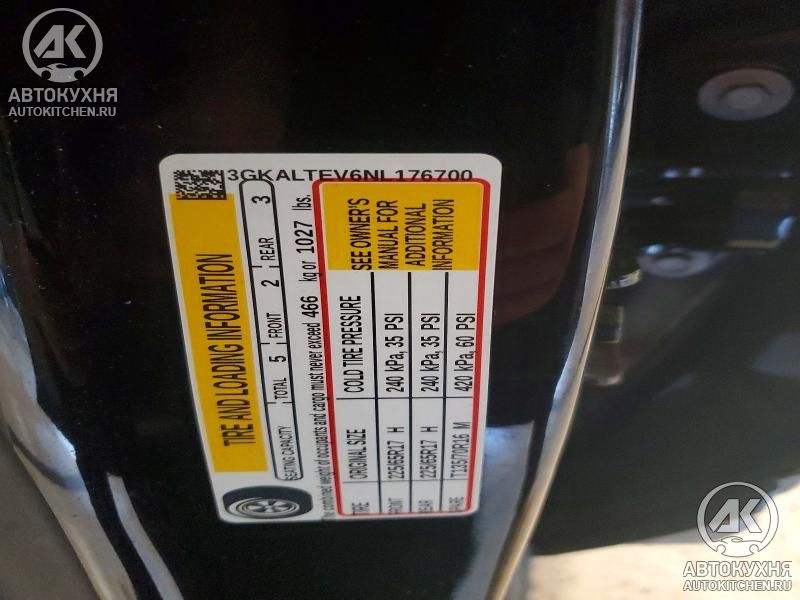 AK
АВТОКУХНЯ
AUTOKITCHEN.RU
3GKALTEV6NL176700
TIRE AND LOADING INFORMATION
SEATING CAPACITY TOTAL 5 FRONT 2 REAR 3
The combined weight of occupants and cargo must never exceed 466 kg or 1027 lbs.
TIRE ORIGINAL SIZE COLD TIRE PRESSURE SEE OWNER'S
FRONT 225/65R17 H 240 kPa, 35 PSI MANUAL FOR
REAR 225/65R17 H 240 kPa, 35 PSI ADDITIONAL
SPARE T135/70R16 M 420 kPa, 60 PSI INFORMATION
AK
АВТОКУХНЯ
AUTOKITCHEN.RU